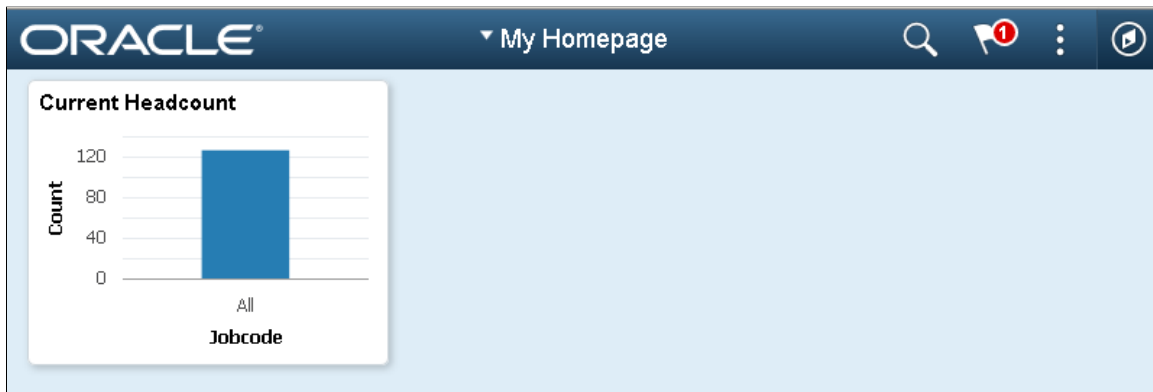 ORACLE®
My Homepage
1
Current Headcount
120
80
40
0
Count
All
Jobcode